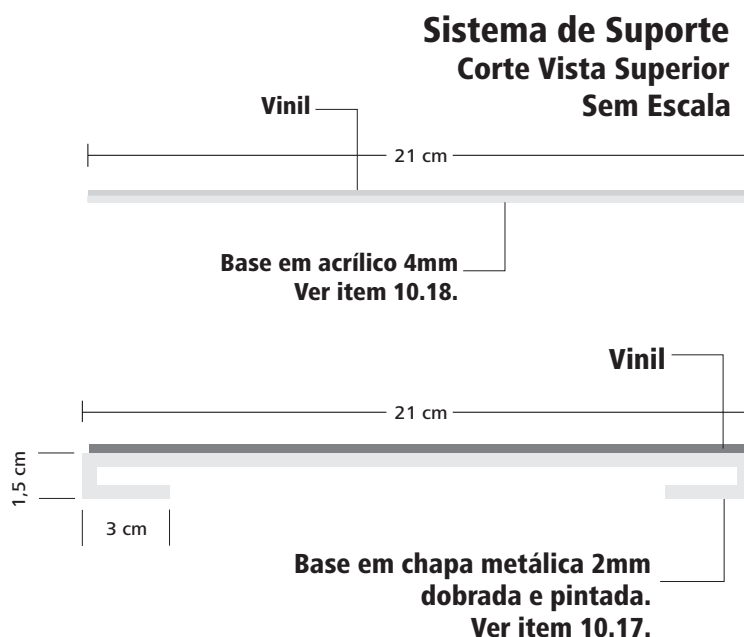 Sistema de Suporte
Corte Vista Superior
Sem Escala
Vinil
21 cm
Base em acrílico 4mm
Ver item 10.18.
Vinil
21 cm
1,5 cm
3 cm
Base em chapa metálica 2mm
dobrada e pintada.
Ver item 10.17.